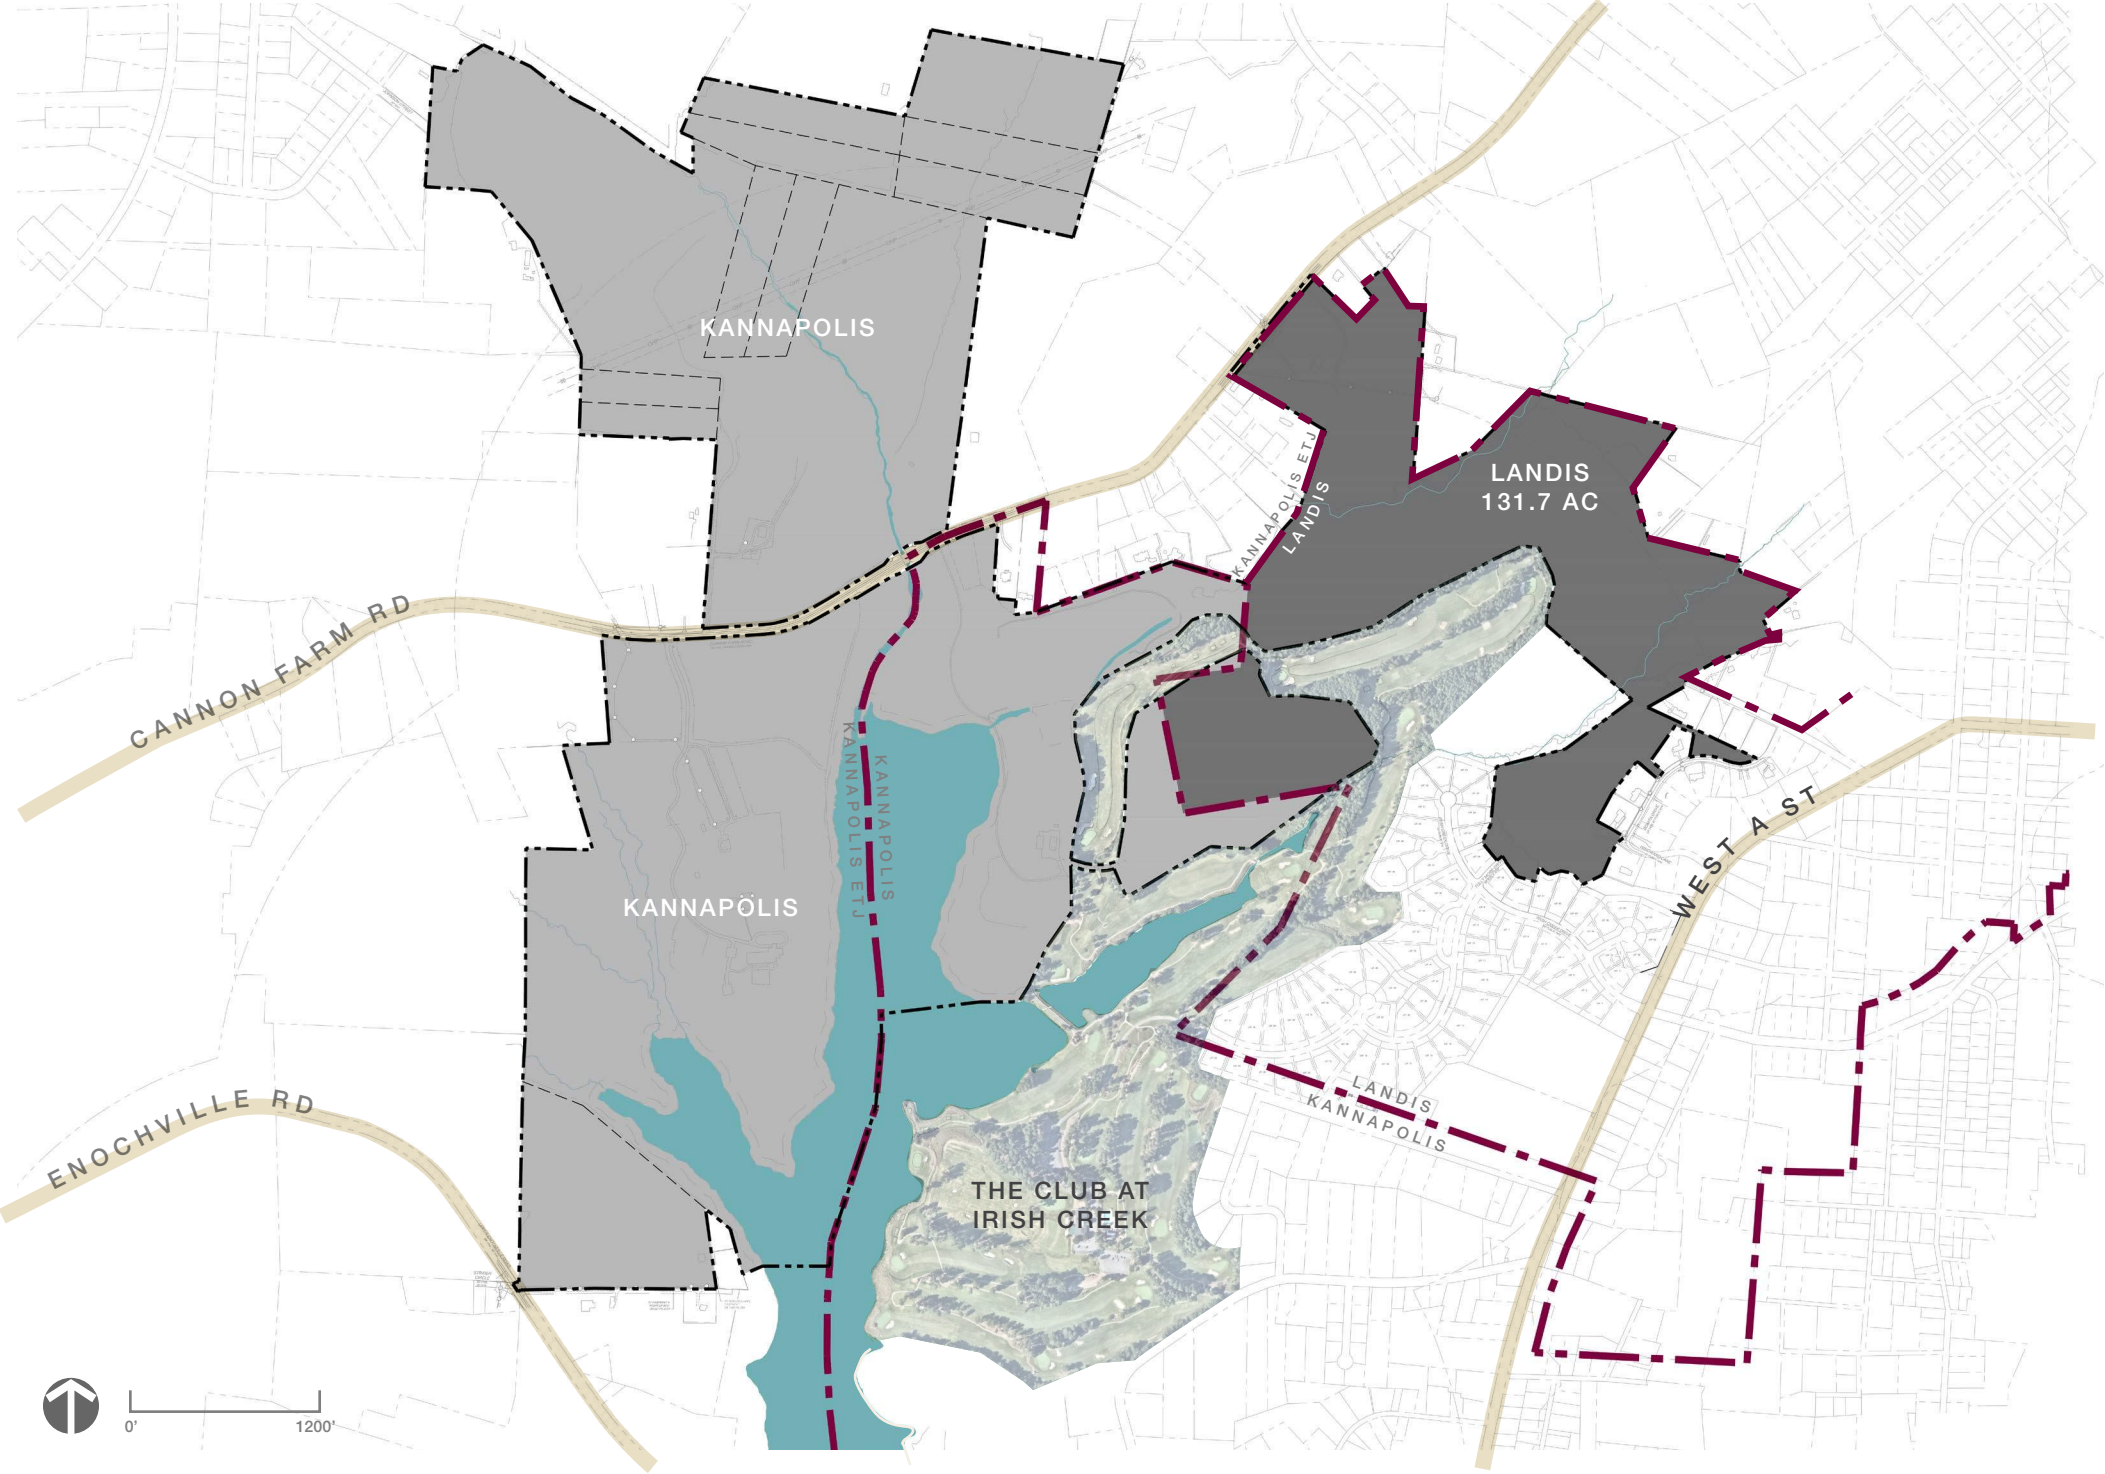 KANNAPOLIS
LANDIS
131.7 AC
KANNAPOLIS ETJ
LANDIS
CANNON FARM RD
KANNAPOLIS ETJ
KANNAPOLIS
KANNAPOLIS
WEST A ST
ENOCHVILLE RD
LANDIS
KANNAPOLIS
THE CLUB AT
IRISH CREEK
0'
1200'